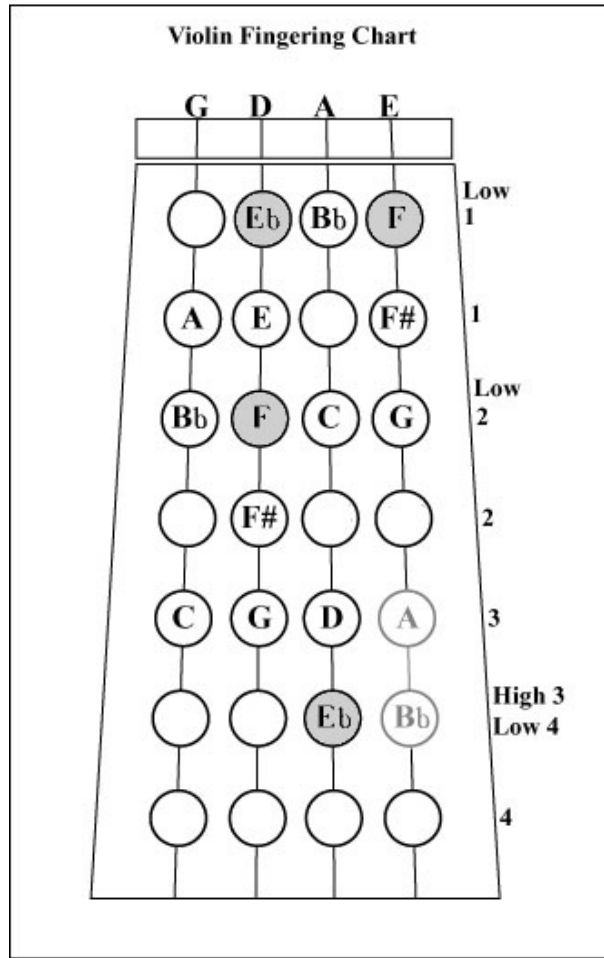 Violin Fingering Chart
G D A E
Low
Eb Bb F 1
A E F# 1
Low
Bb F C G 2
F# 2
C G D A 3
High 3
Eb Bb Low 4
4